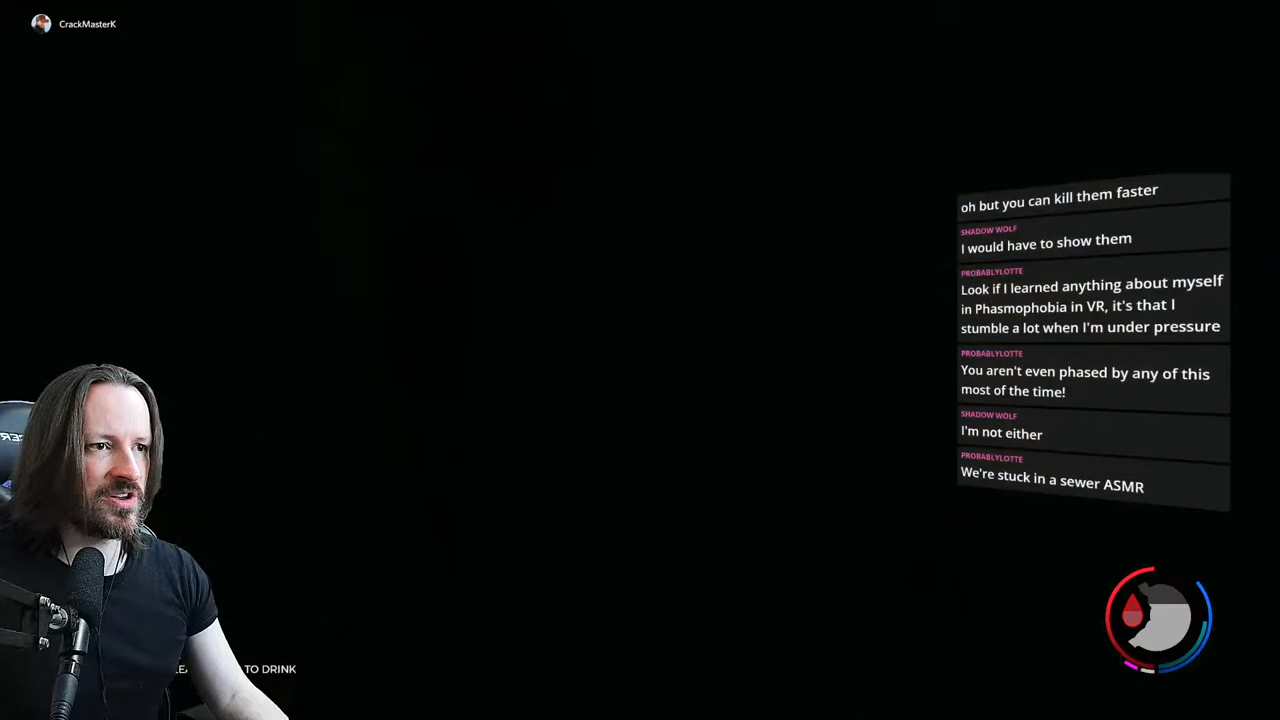 CrackMasterK
oh but you can kill them faster
SHADOW WOLF
I would have to show them
PROBABLYLOTTE
Look if I learned anything about myself
in Phasmophobia in VR, it's that I
stumble a lot when I'm under pressure
PROBABLYLOTTE
You aren't even phased by any of this
most of the time!
SHADOW WOLF
I'm not either
PROBABLYLOTTE
We're stuck in a sewer ASMR
TO DRINK